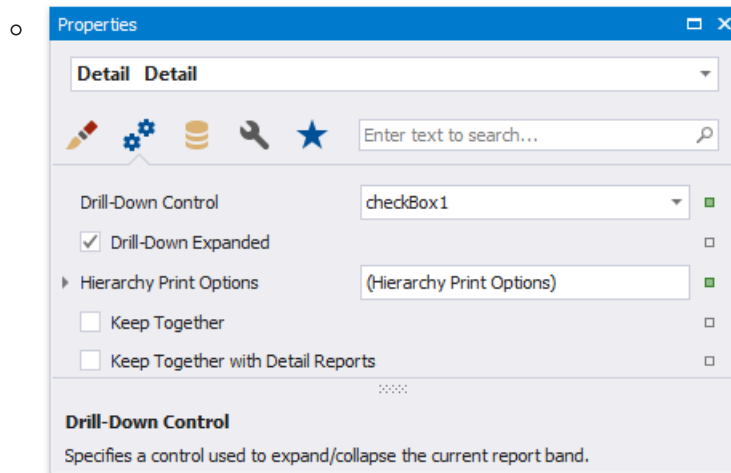 Properties
Detail Detail
Enter text to search...
Drill-Down Control checkBox1
Drill-Down Expanded
Hierarchy Print Options (Hierarchy Print Options)
Keep Together
Keep Together with Detail Reports
Drill-Down Control
Specifies a control used to expand/collapse the current report band.